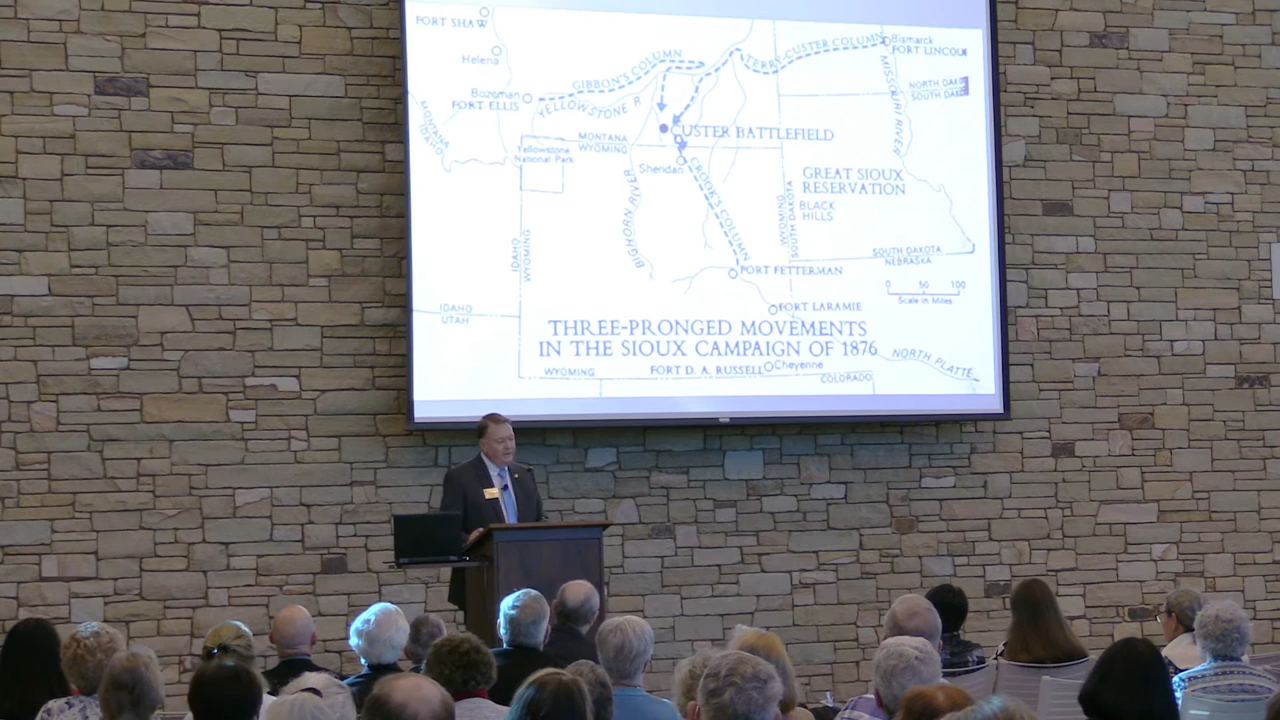 FORT SHAW
Helena
Bozeman
FORT ELLIS
GIBBON'S COLUMN
YELLOWSTONE R
TERRY-CUSTER COLUMN
Bismarck
FORT LINCOLN
MISSOURI RIVER
NORTH DAK
SOUTH DAK
MONTANA
IDAHO
MONTANA
WYOMING
Yellowstone
National Park
CUSTER BATTLEFIELD
Sheridan
CROOK'S COLUMN
BIGHORN RIVER
GREAT SIOUX
RESERVATION
BLACK
HILLS
WYOMING
SOUTH DAKOTA
IDAHO
WYOMING
SOUTH DAKOTA
NEBRASKA
FORT FETTERMAN
0 50 100
Scale in Miles
FORT LARAMIE
IDAHO
UTAH
THREE-PRONGED MOVEMENTS
IN THE SIOUX CAMPAIGN OF 1876
NORTH PLATTE
WYOMING
FORT D. A. RUSSELL
Cheyenne
COLORADO